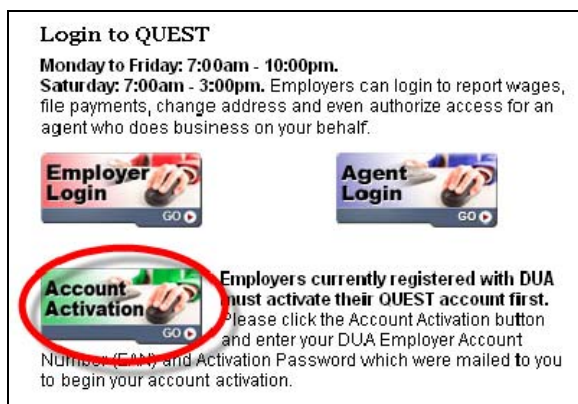 Login to QUEST
Monday to Friday: 7:00am - 10:00pm.
Saturday: 7:00am - 3:00pm. Employers can login to report wages,
file payments, change address and even authorize access for an
agent who does business on your behalf.
Employer
Login
GO
Agent
Login
GO
Account
Activation
GO
Employers currently registered with DUA
must activate their QUEST account first.
Please click the Account Activation button
and enter your DUA Employer Account
Number (EAN) and Activation Password which were mailed to you
to begin your account activation.